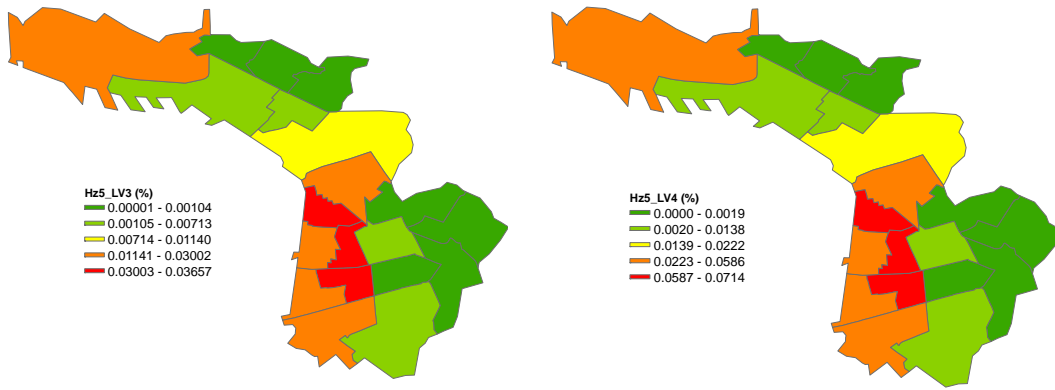 Hz5_LV3 (%)
0.00001 - 0.00104
0.00105 - 0.00713
0.00714 - 0.01140
0.01141 - 0.03002
0.03003 - 0.03657
Hz5_LV4 (%)
0.0000 - 0.0019
0.0020 - 0.0138
0.0139 - 0.0222
0.0223 - 0.0586
0.0587 - 0.0714